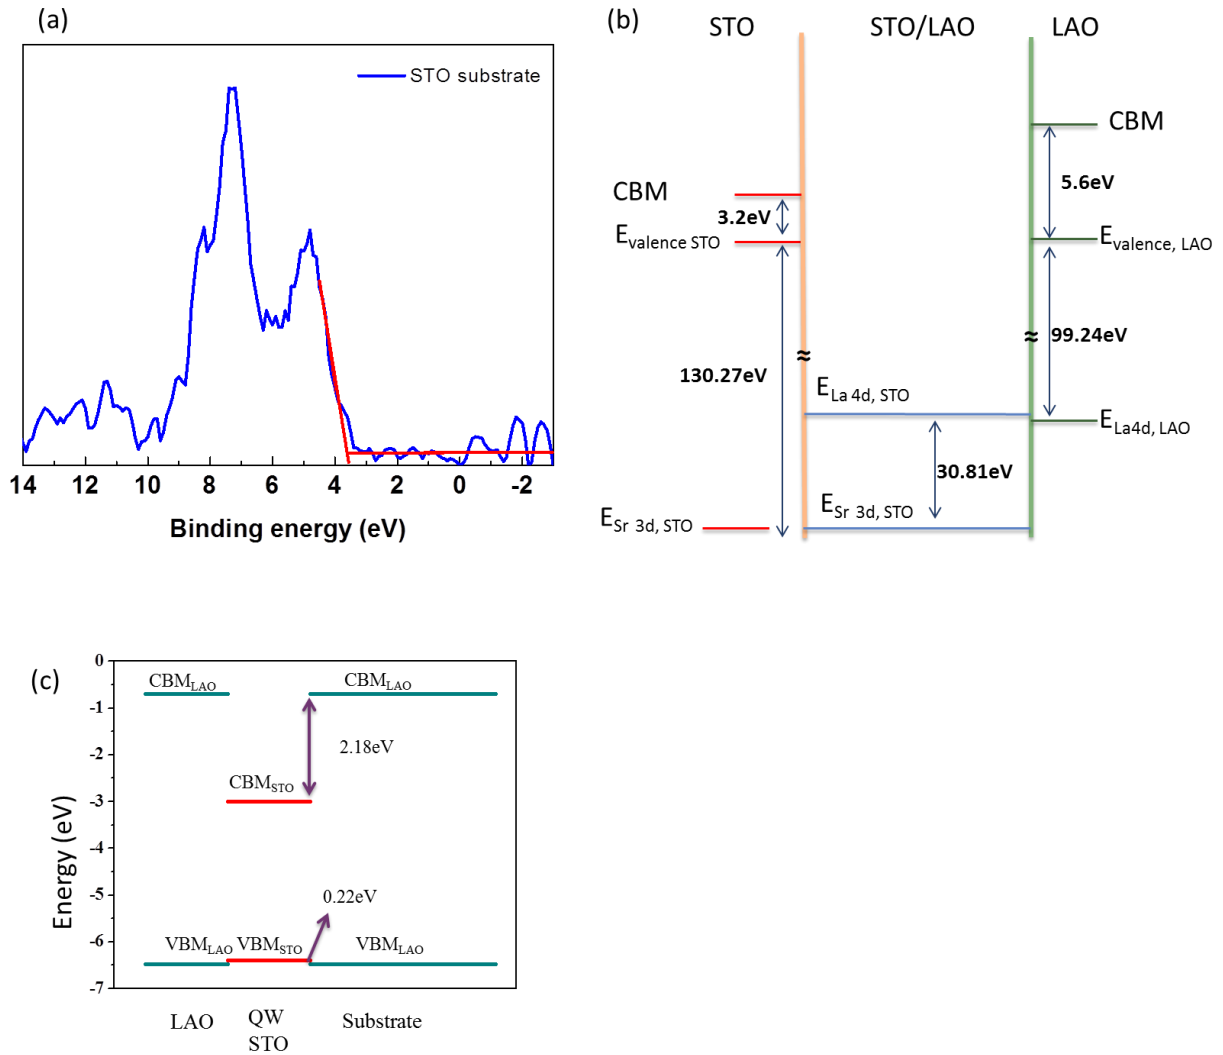 (a)
STO substrate
14 12 10 8 6 4 2 0 -2
Binding energy (eV)
(b)
STO STO/LAO LAO
CBM
5.6eV
CBM
3.2eV
Evalence STO
Evalence, LAO
≈ 99.24eV
≈
130.27eV
ELa 4d, STO
ELa4d, LAO
30.81eV
ESr 3d, STO
ESr 3d, STO
(c)
0
-1
-2
-3
-4
-5
-6
-7
Energy (eV)
CBMLAO CBMLAO
2.18eV
CBMSTO
0.22eV
VBMLAO VBMSTO VBMLAO
LAO QW Substrate
STO